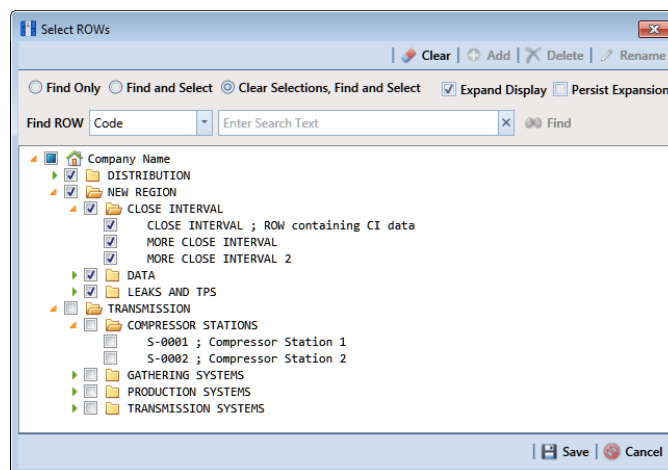 Select ROWs
Clear Add Delete Rename
Find Only Find and Select Clear Selections, Find and Select Expand Display Persist Expansion
Find ROW Code Enter Search Text Find
Company Name
DISTRIBUTION
NEW REGION
CLOSE INTERVAL
CLOSE INTERVAL ; ROW containing CI data
MORE CLOSE INTERVAL
MORE CLOSE INTERVAL 2
DATA
LEAKS AND TPS
TRANSMISSION
COMPRESSOR STATIONS
S-0001 ; Compressor Station 1
S-0002 ; Compressor Station 2
GATHERING SYSTEMS
PRODUCTION SYSTEMS
TRANSMISSION SYSTEMS
Save Cancel